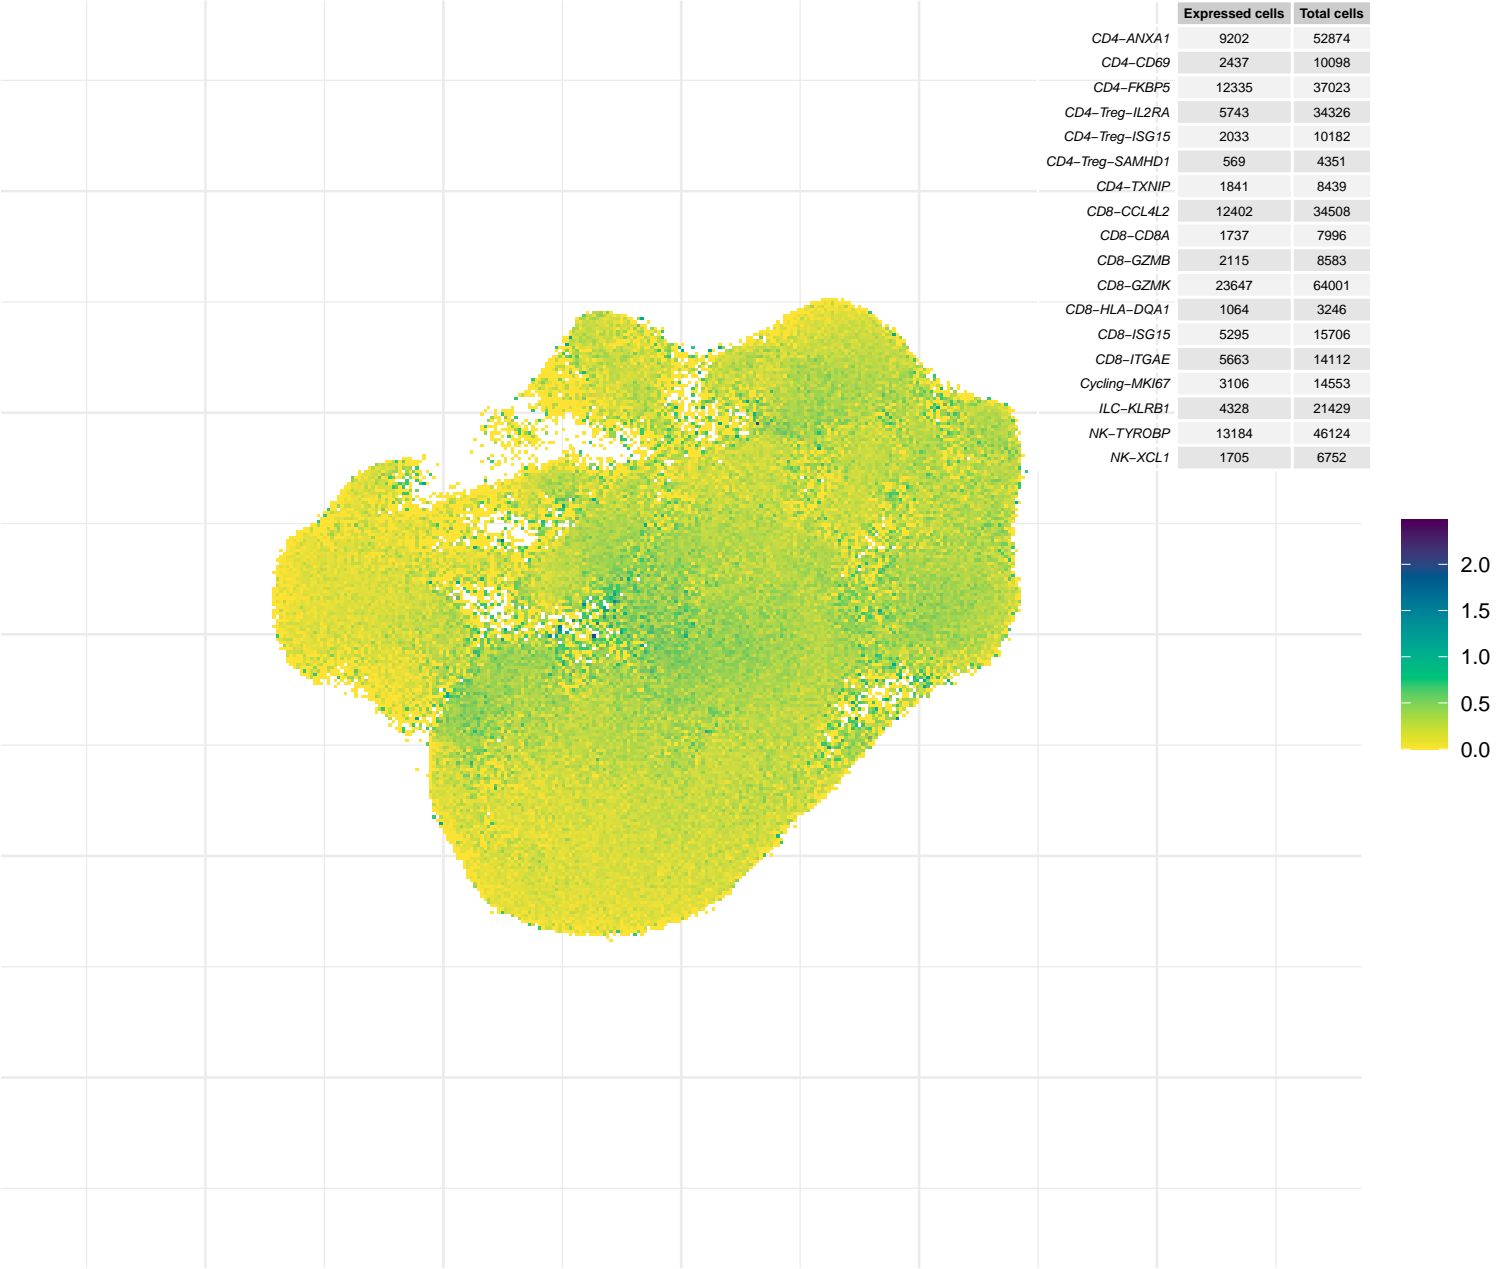 Expressed cells Total cells
CD4−ANXA1 9202 52874
CD4−CD69 2437 10098
CD4−FKBP5 12335 37023
CD4−Treg−IL2RA 5743 34326
CD4−Treg−ISG15 2033 10182
CD4−Treg−SAMHD1 569 4351
CD4−TXNIP 1841 8439
CD8−CCL4L2 12402 34508
CD8−CD8A 1737 7996
CD8−GZMB 2115 8583
CD8−GZMK 23647 64001
CD8−HLA−DQA1 1064 3246
CD8−ISG15 5295 15706
CD8−ITGAE 5663 14112
Cycling−MKI67 3106 14553
ILC−KLRB1 4328 21429
NK−TYROBP 13184 46124
NK−XCL1 1705 6752
2.0
1.5
1.0
0.5
0.0